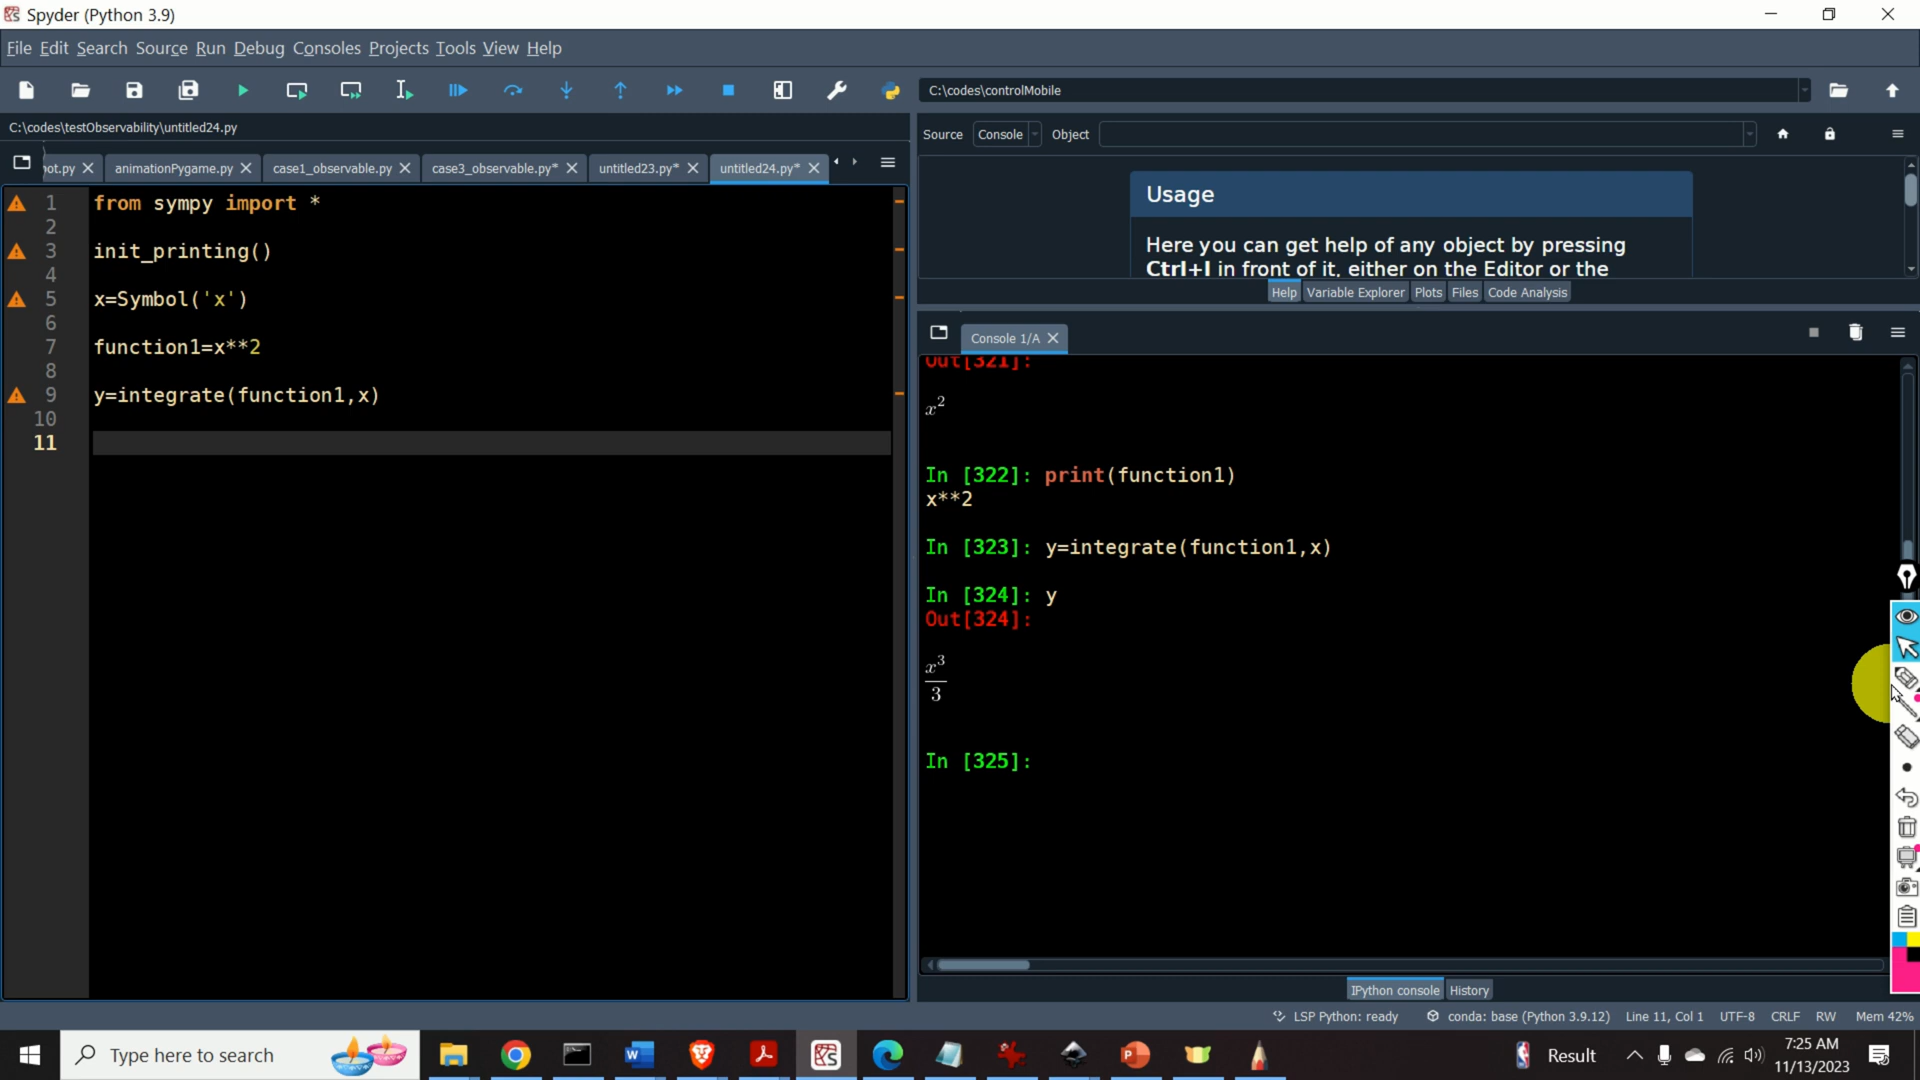 Spyder (Python 3.9)
File Edit Search Source Run Debug Consoles Projects Tools View Help
C:\codes\controlMobile
C:\codes\testObservability\untitled24.py
Source Console Object
animationPygame.py case1_observable.py case3_observable.py* untitled23.py* untitled24.py*
Usage
Here you can get help of any object by pressing
Ctrl+I in front of it, either on the Editor or the
Help Variable Explorer Plots Files Code Analysis
1 from sympy import *
2
3 init_printing()
4
5 x=Symbol('x')
6
7 function1=x**2
8
9 y=integrate(function1,x)
10
11
Console 1/A
Out[321]:
x²
In [322]: print(function1)
x**2
In [323]: y=integrate(function1,x)
In [324]: y
Out[324]:
x³
3
In [325]:
IPython console History
LSP Python: ready conda: base (Python 3.9.12) Line 11, Col 1 UTF-8 CRLF RW Mem 42%
Type here to search
Result
7:25 AM
11/13/2023